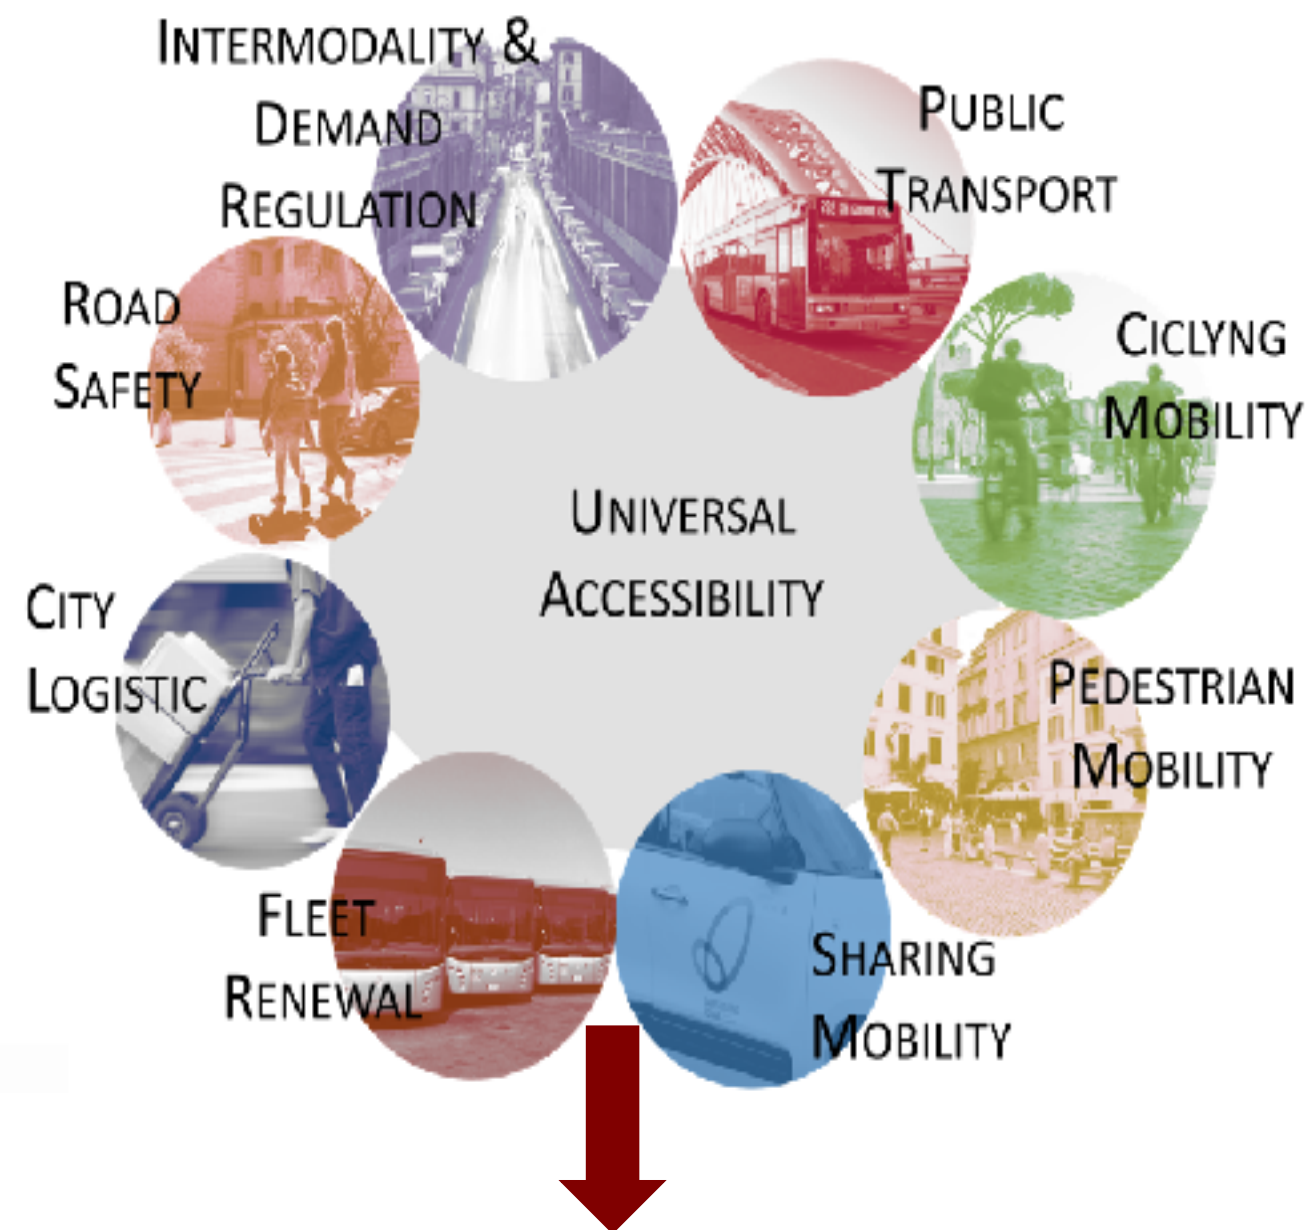 INTERMODALITY &
DEMAND
REGULATION
PUBLIC
TRANSPORT
ROAD
SAFETY
CICLYNG
MOBILITY
UNIVERSAL
ACCESSIBILITY
CITY
LOGISTIC
PEDESTRIAN
MOBILITY
FLEET
RENEWAL
SHARING
MOBILITY